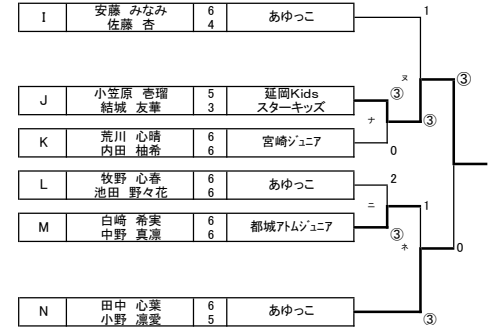 I 安藤 みなみ 6 あゆっこ 1
佐藤 杏 4
ヌ ③
J 小笠原 壱瑠 5 延岡Kids ③
結城 友華 3 スターキッズ
ナ ③
K 荒川 心晴 6 宮崎ジュニア
内田 柚希 6 0
L 牧野 心春 6 あゆっこ 2
池田 野々花 6
ニ 1
M 白﨑 希実 6 都城アトムジュニア
中野 真凛 6 ③
ネ 0
N 田中 心葉 6 あゆっこ
小野 凛愛 5 ③